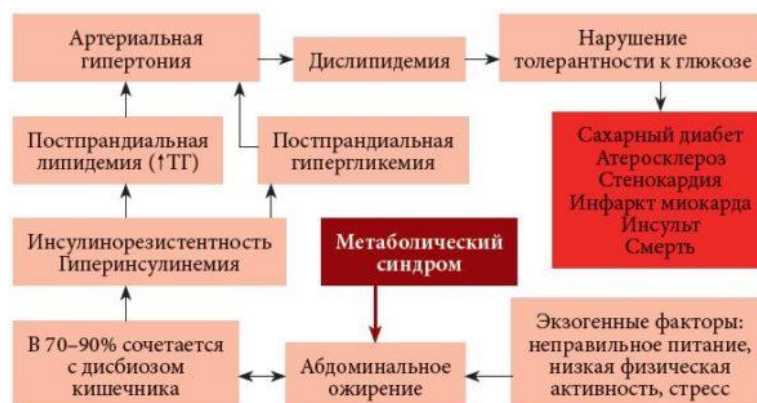 Артериальная
гипертония
Дислипидемия
Нарушение
толерантности к глюкозе
Постпрандиальная
липидемия (↑ТГ)
Постпрандиальная
гипергликемия
Сахарный диабет
Атеросклероз
Стенокардия
Инфаркт миокарда
Инсульт
Смерть
Инсулинорезистентность
Гиперинсулинемия
Метаболический
синдром
В 70–90% сочетается
с дисбиозом
кишечника
Абдоминальное
ожирение
Экзогенные факторы:
неправильное питание,
низкая физическая
активность, стресс